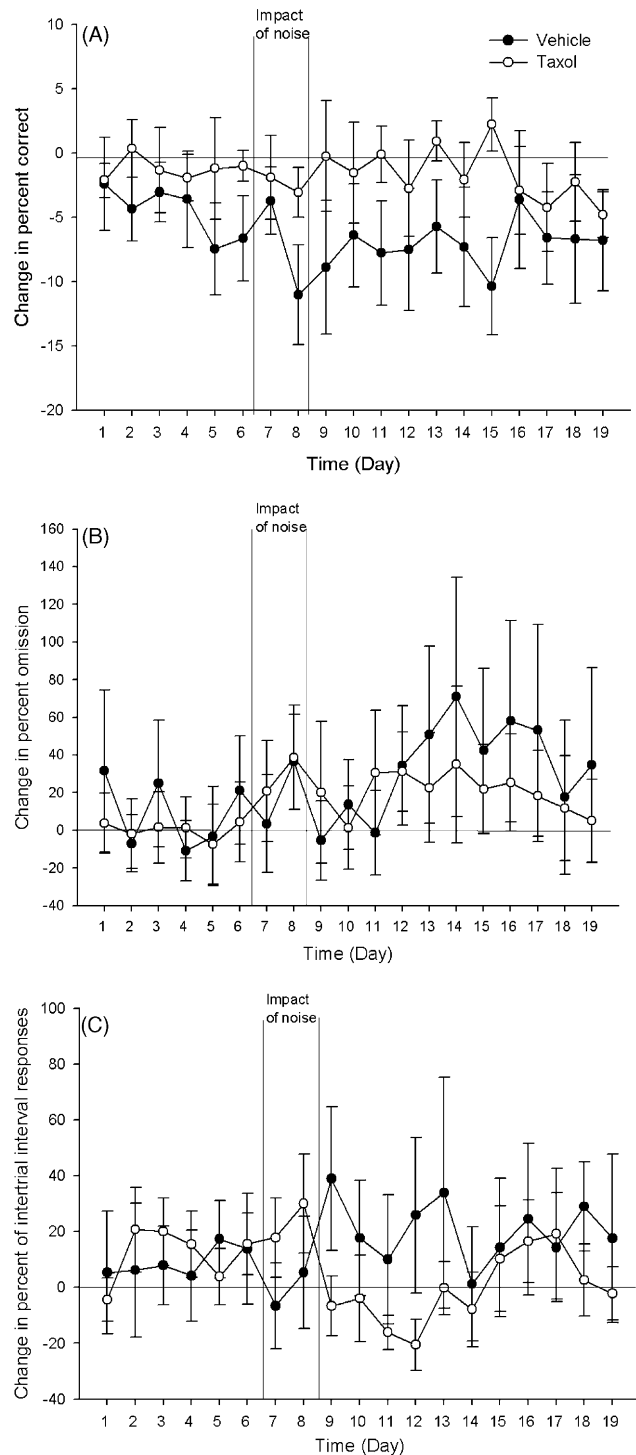 Impact
of noise
(A)
Vehicle
Taxol
10
5
0
-5
-10
-15
-20
Change in percent correct
1 2 3 4 5 6 7 8 9 10 11 12 13 14 15 16 17 18 19
Time (Day)
Impact
of noise
(B)
160
140
120
100
80
60
40
20
0
-20
-40
Change in percent omission
1 2 3 4 5 6 7 8 9 10 11 12 13 14 15 16 17 18 19
Time (Day)
Impact
of noise
(C)
100
80
60
40
20
0
-20
-40
Change in percent of intertrial interval responses
1 2 3 4 5 6 7 8 9 10 11 12 13 14 15 16 17 18 19
Time (Day)